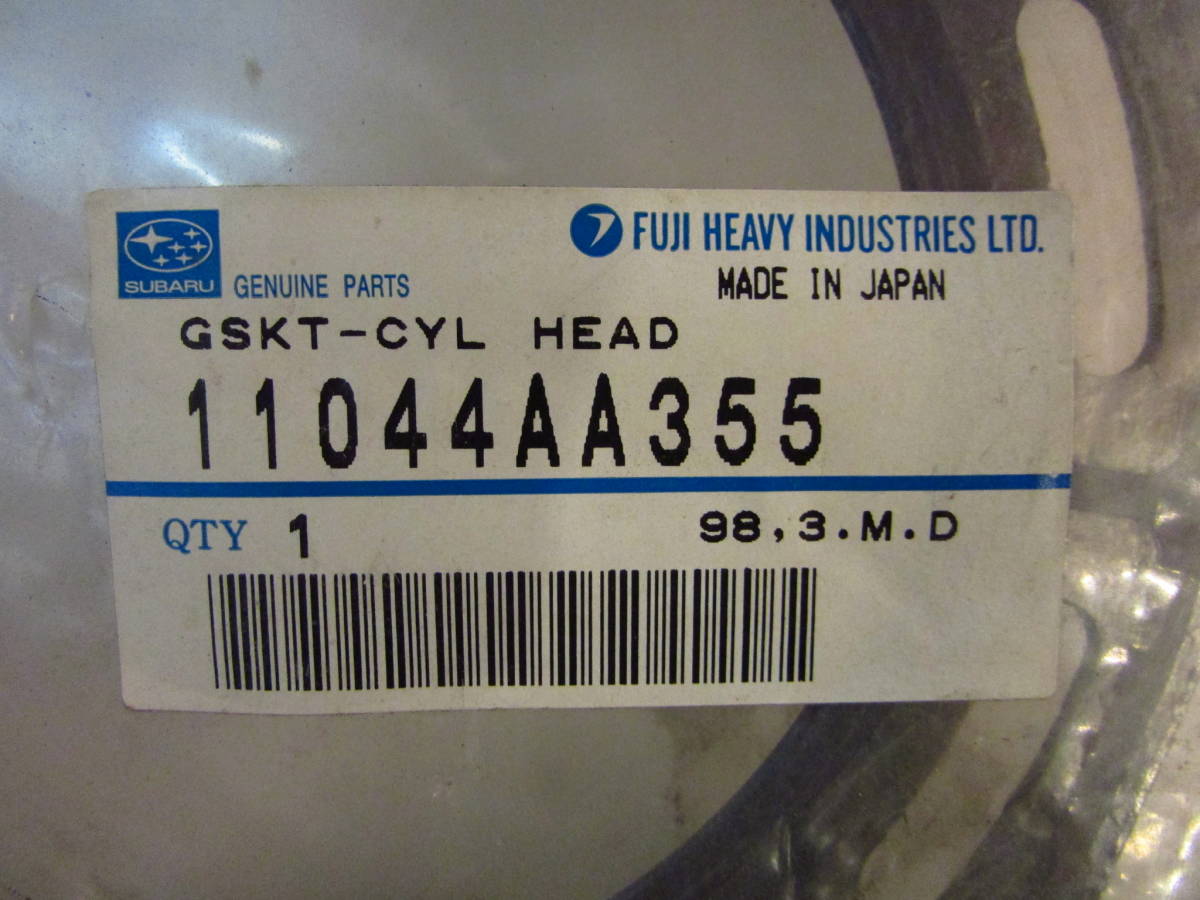 SUBARU GENUINE PARTS
FUJI HEAVY INDUSTRIES LTD.
MADE IN JAPAN
GSKT-CYL HEAD
11044AA355
QTY 1 98,3.M.D